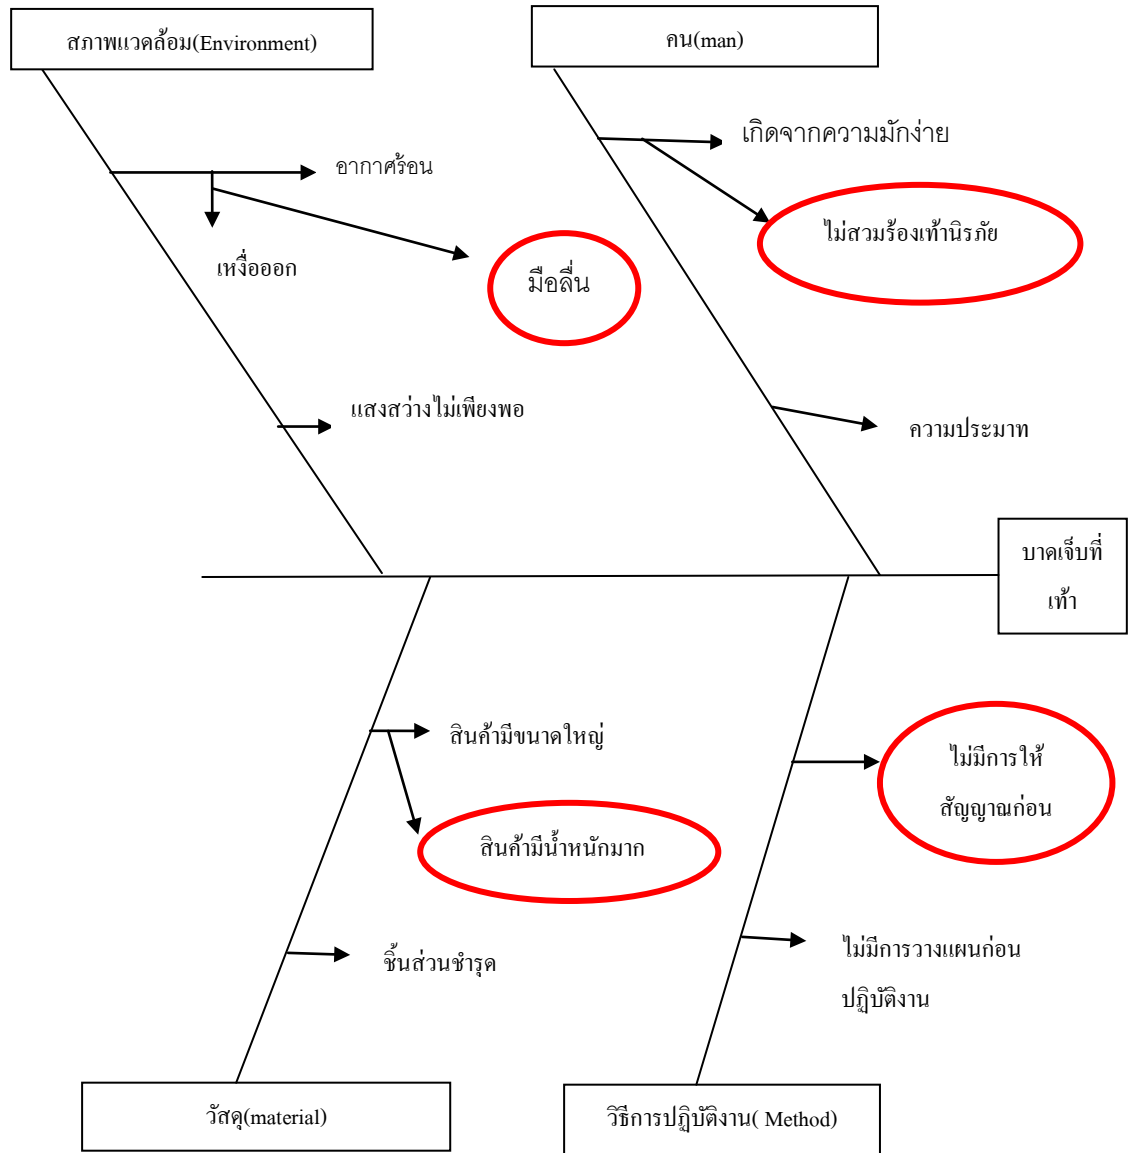 สภาพแวดล้อม(Environment)
คน(man)
เกิดจากความมักง่าย
อากาศร้อน
ไม่สวมร้องเท้านิรภัย
เหงื่อออก
มือลื่น
แสงสว่างไม่เพียงพอ
ความประมาท
บาดเจ็บที่
เท้า
สินค้ามีขนาดใหญ่
ไม่มีการให้
สัญญาณก่อน
สินค้ามีน้ำหนักมาก
ชิ้นส่วนชำรุด
ไม่มีการวางแผนก่อน
ปฏิบัติงาน
วัสดุ(material)
วิธีการปฏิบัติงาน( Method)